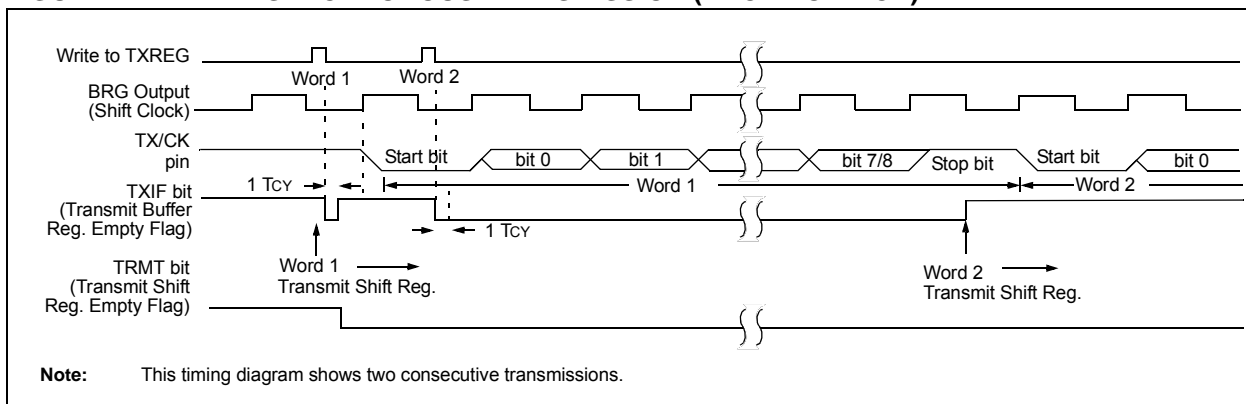 Write to TXREG
Word 1
Word 2
BRG Output
(Shift Clock)
TX/CK
pin
Start bit
bit 0
bit 1
bit 7/8
Stop bit
Start bit
bit 0
1 TCY
Word 1
Word 2
TXIF bit
(Transmit Buffer
Reg. Empty Flag)
1 TCY
Word 1
Transmit Shift Reg.
Word 2
Transmit Shift Reg.
TRMT bit
(Transmit Shift
Reg. Empty Flag)
Note: This timing diagram shows two consecutive transmissions.